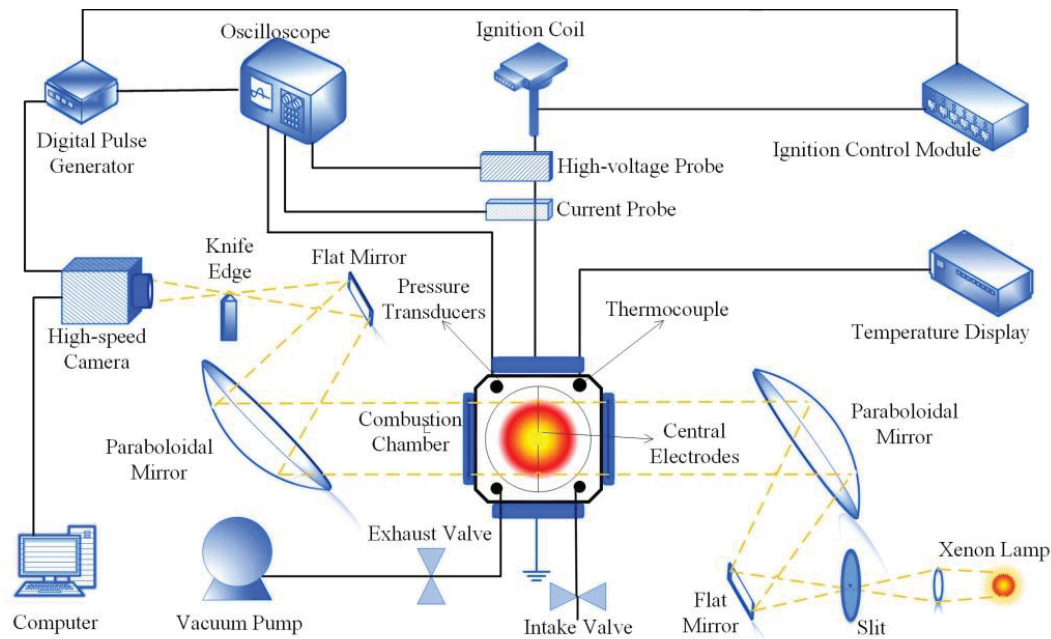 Oscilloscope
Ignition Coil
Digital Pulse
Generator
Ignition Control Module
High-voltage Probe
Current Probe
Knife
Edge
Flat Mirror
Pressure
Transducers
Thermocouple
High-speed
Camera
Temperature Display
Paraboloidal
Mirror
Combustion
Chamber
Central
Electrodes
Paraboloidal
Mirror
Exhaust Valve
Xenon Lamp
Computer
Vacuum Pump
Intake Valve
Flat
Mirror
Slit